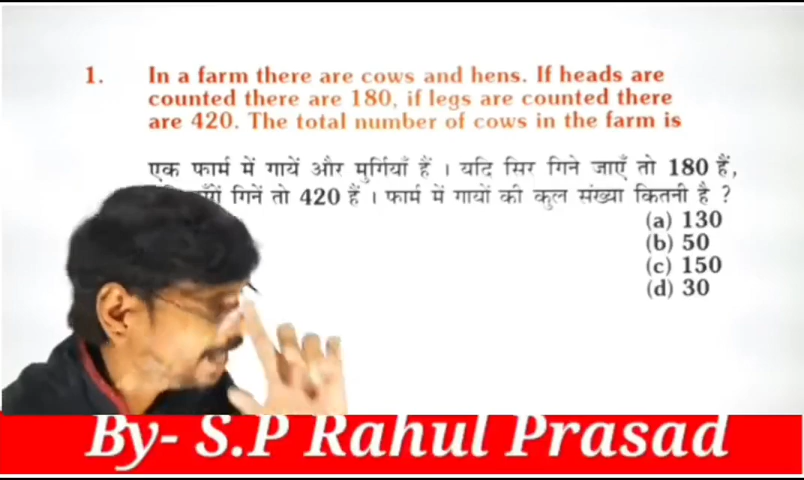 1. In a farm there are cows and hens. If heads are
counted there are 180, if legs are counted there
are 420. The total number of cows in the farm is
एक फार्म में गायें और मुर्गियाँ हैं । यदि सिर गिने जाएँ तो 180 हैं,
गिनें तो 420 हैं । फार्म में गायों की कुल संख्या कितनी है ?
(a) 130
(b) 50
(c) 150
(d) 30
By- S.P Rahul Prasad